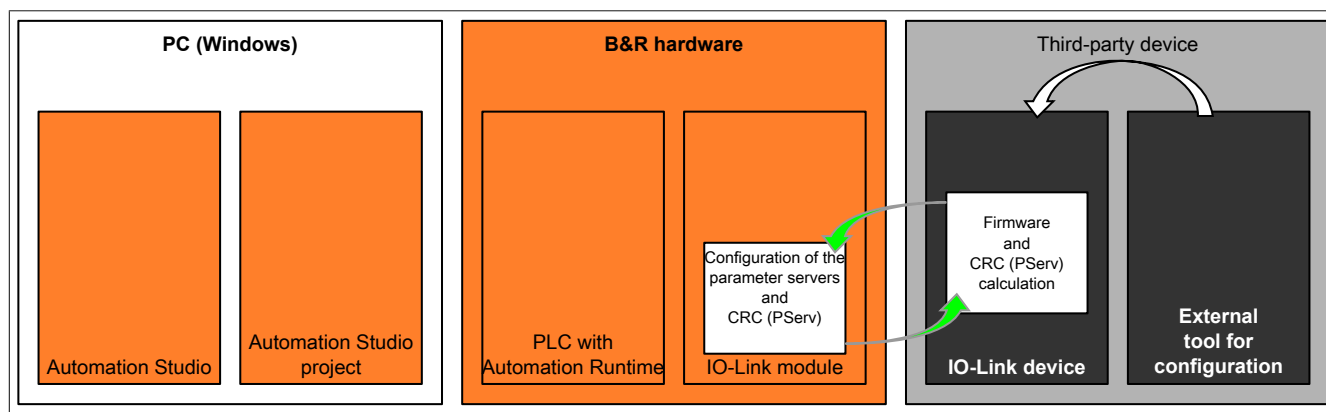 PC (Windows)
Automation Studio
Automation Studio
project
B&R hardware
PLC with
Automation Runtime
Configuration of the
parameter servers
and
CRC (PServ)
IO-Link module
Third-party device
Firmware
and
CRC (PServ)
calculation
IO-Link device
External
tool for
configuration